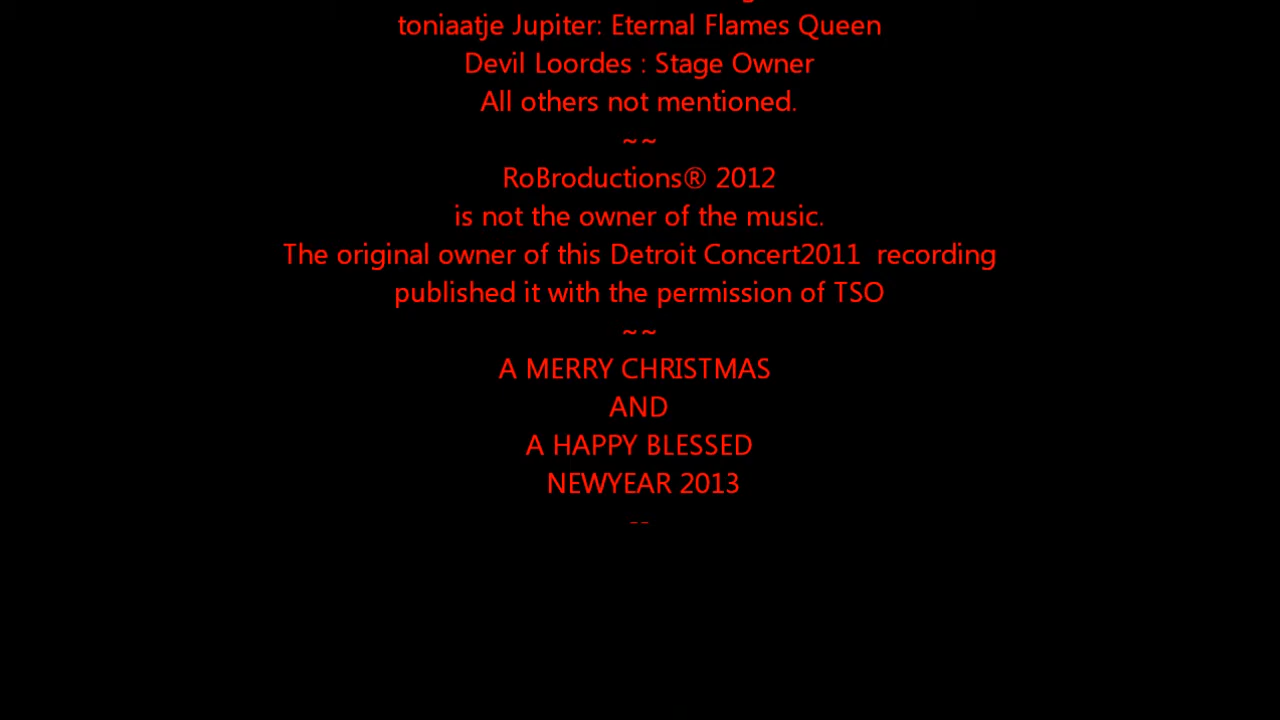 toniaatje Jupiter: Eternal Flames Queen
Devil Loordes : Stage Owner
All others not mentioned.
~~
RoBroductions® 2012
is not the owner of the music.
The original owner of this Detroit Concert2011  recording
published it with the permission of TSO
~~
A MERRY CHRISTMAS
AND
A HAPPY BLESSED
NEWYEAR 2013
--